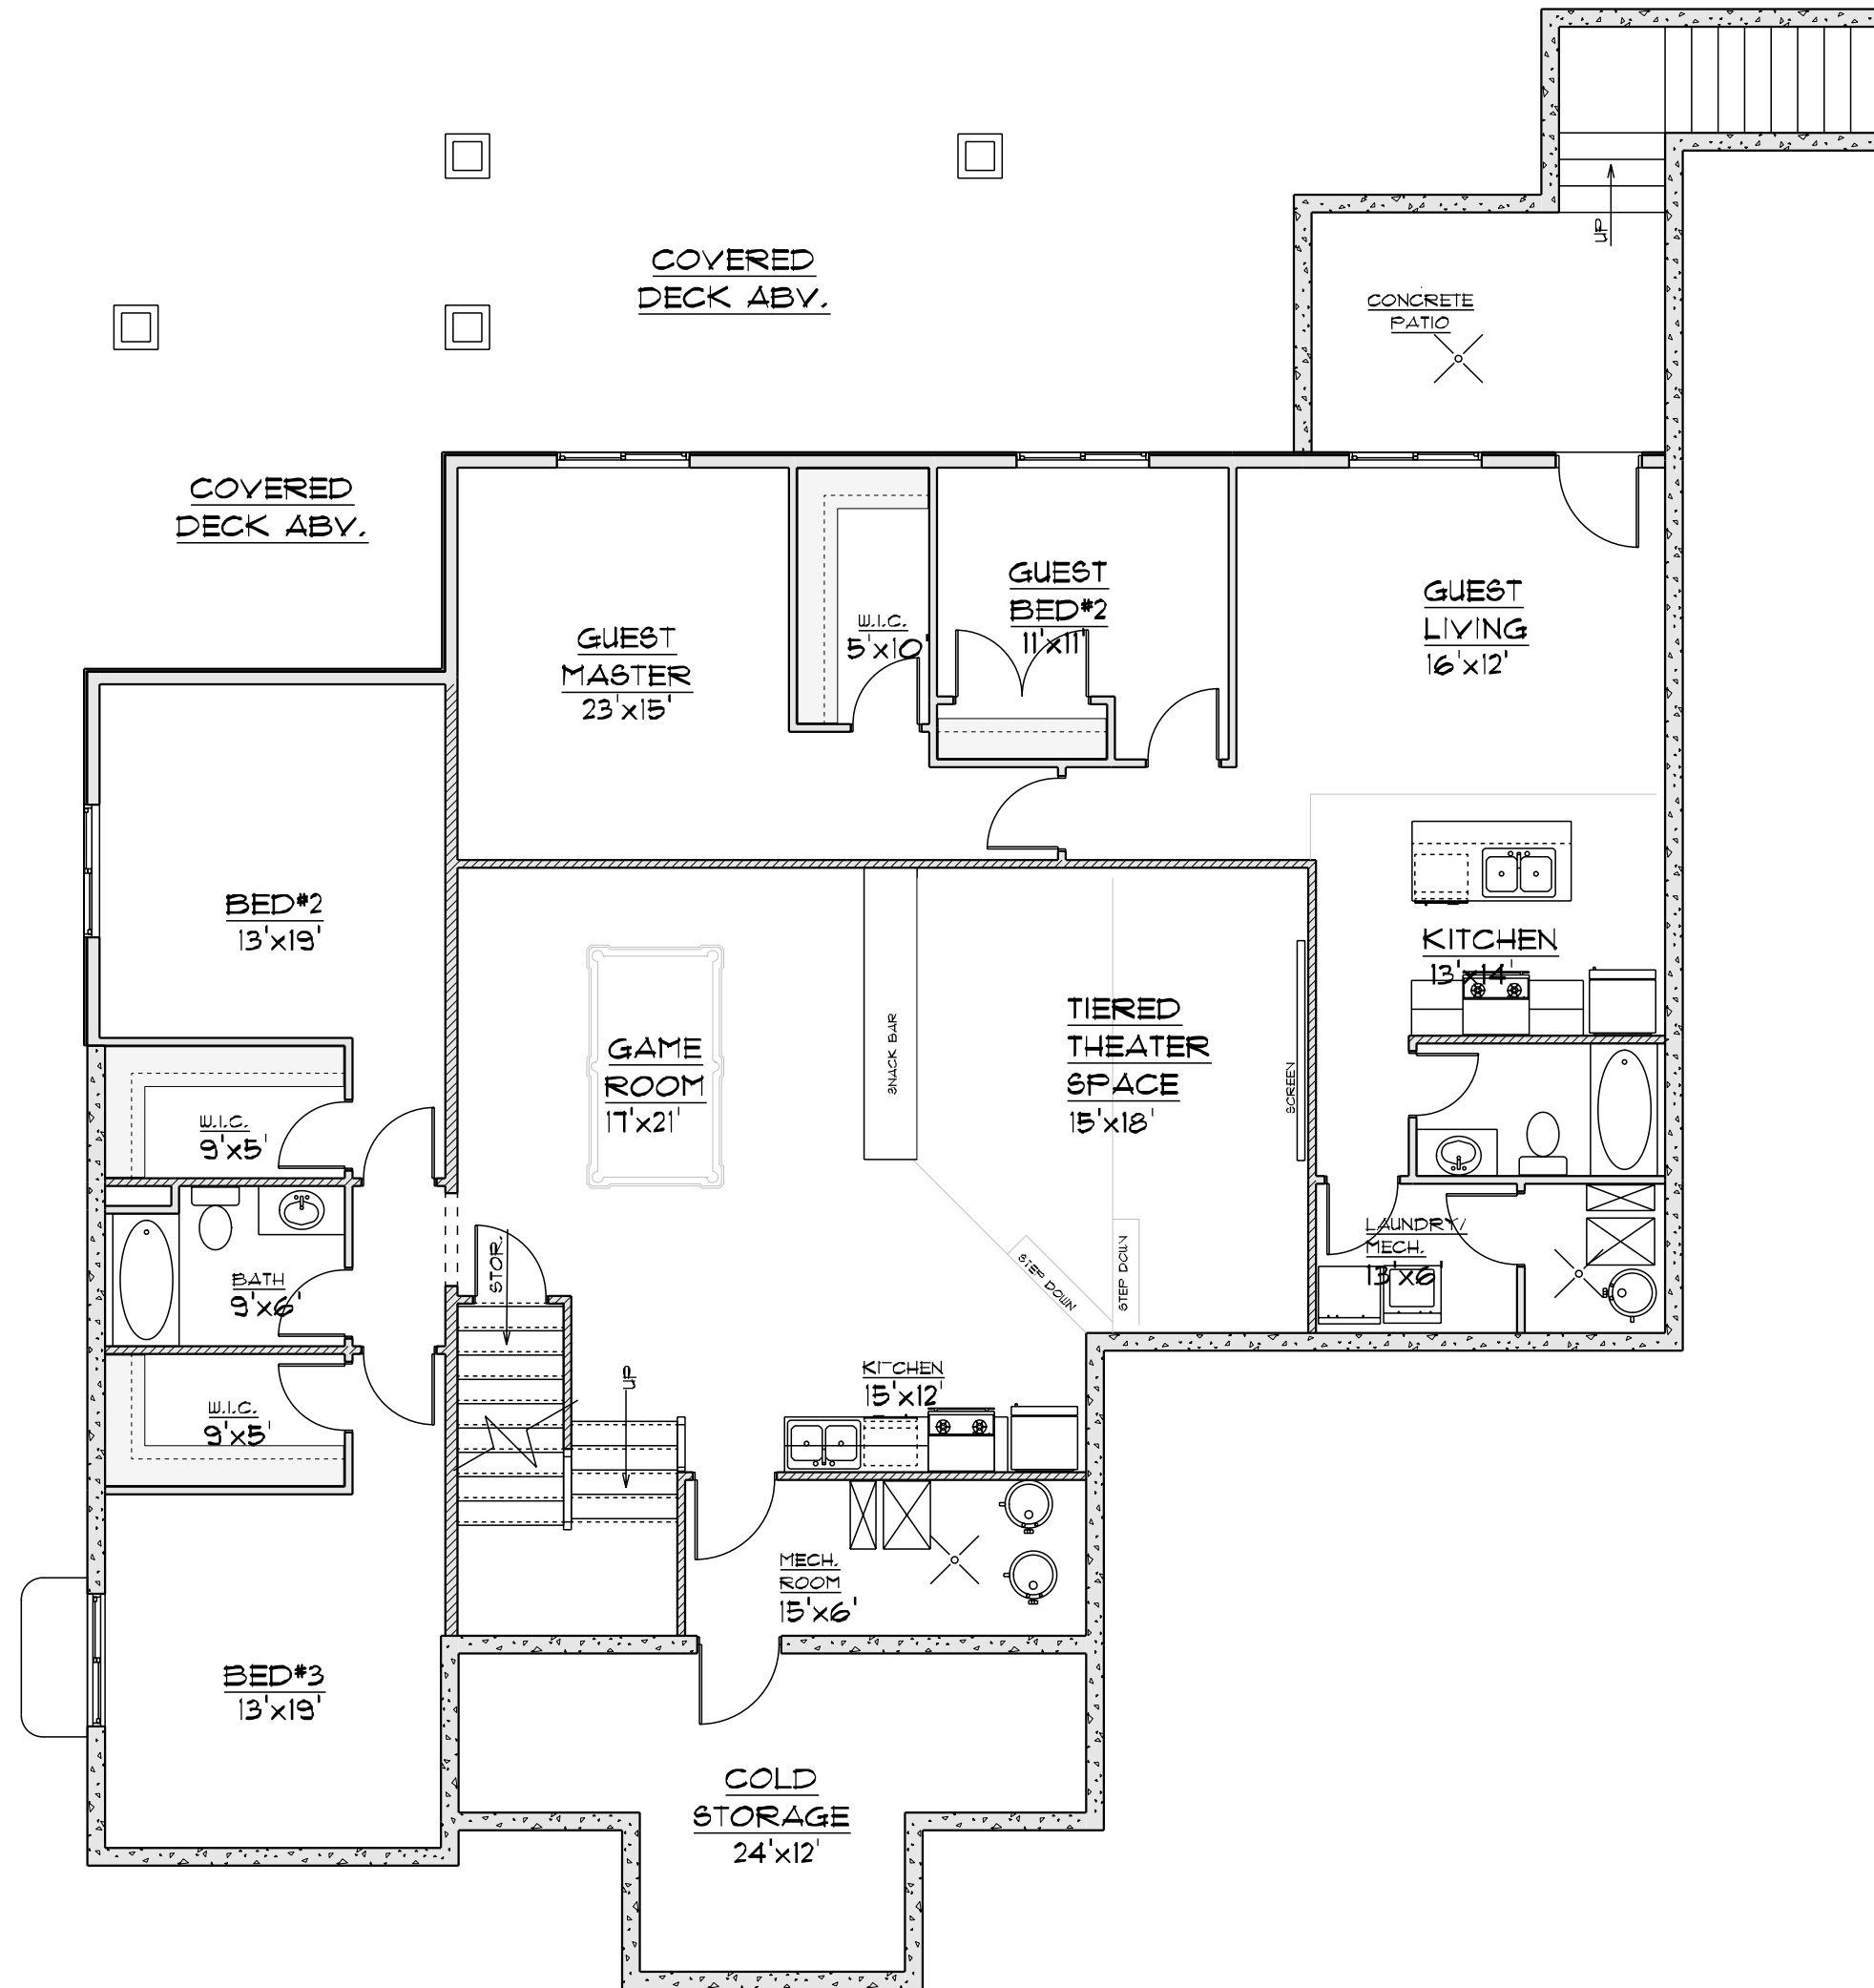 COVERED
DECK ABV.
UP
CONCRETE
PATIO
COVERED
DECK ABV.
GUEST
MASTER
23'x15'
W.I.C.
5'x10'
GUEST
BED#2
11'x11'
GUEST
LIVING
16'x12'
BED#2
13'x19'
KITCHEN
13'x14'
GAME
ROOM
17'x21'
SNACK BAR
TIERED
THEATER
SPACE
15'x18'
SCREEN
W.I.C.
9'x5'
BATH
9'x6'
STOR.
STEP DOWN
STEP DOWN
LAUNDRY/
MECH.
13'x6'
UP
KITCHEN
15'x12'
W.I.C.
9'x5'
MECH.
ROOM
15'x6'
BED#3
13'x19'
COLD
STORAGE
24'x12'